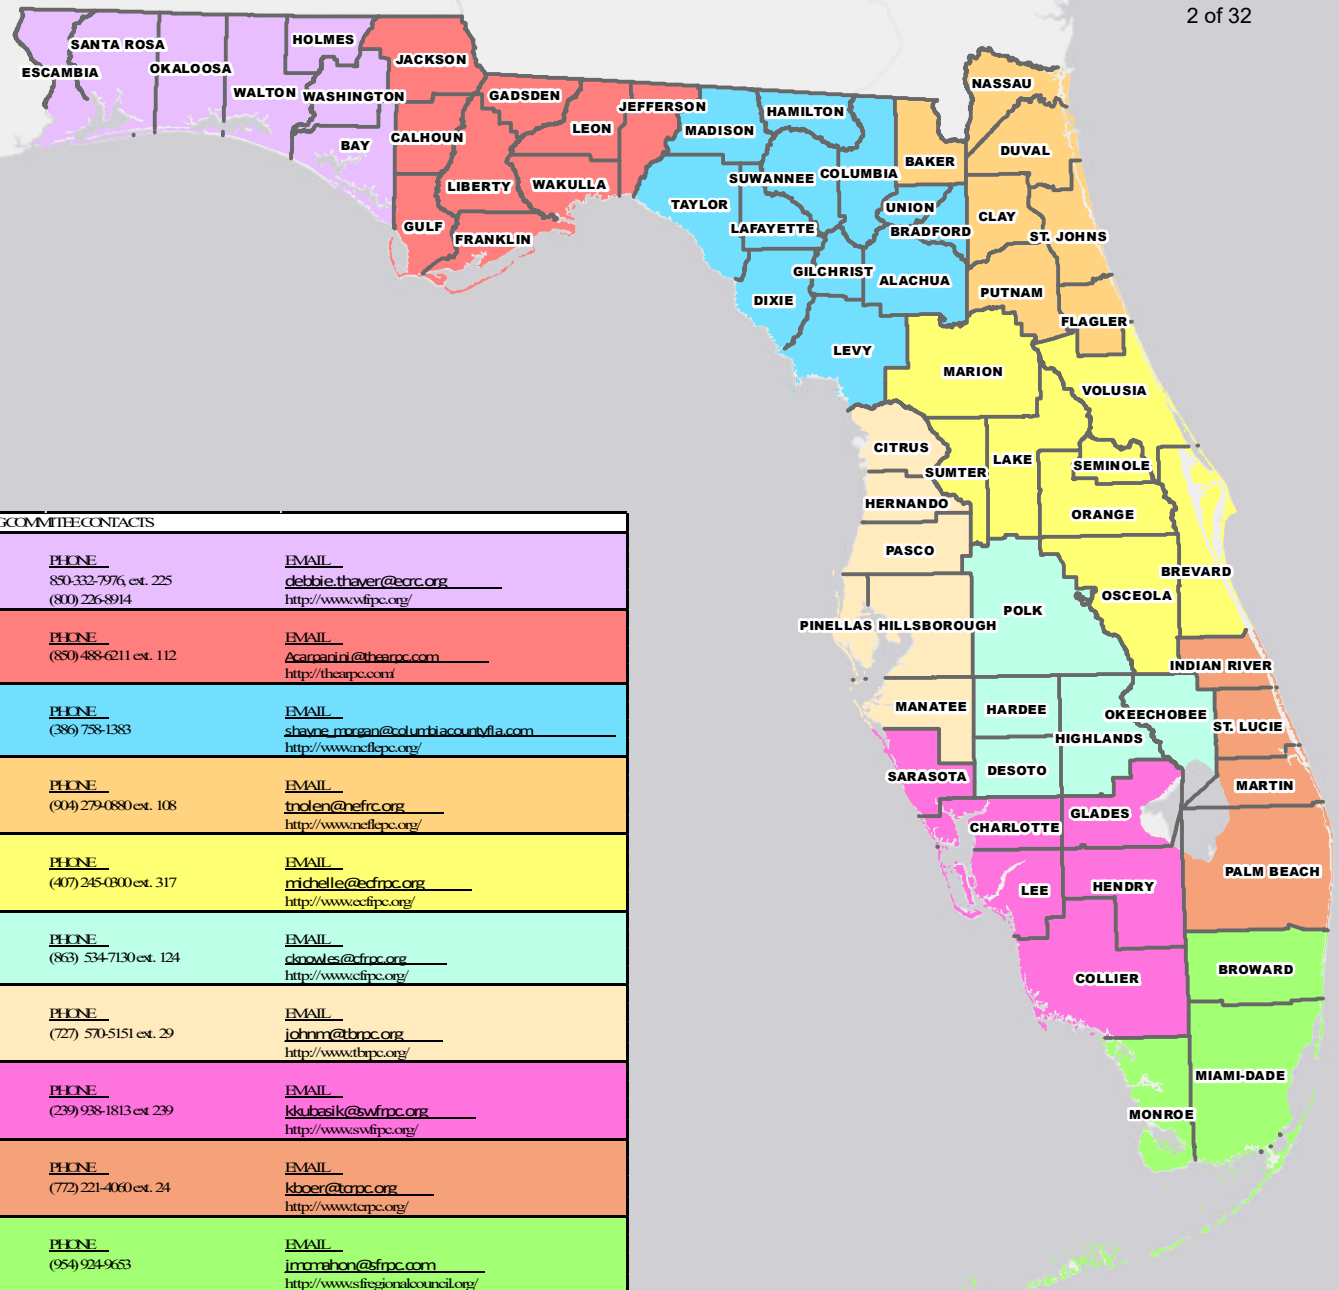 2 of 32
HOLMES
SANTA ROSA
JACKSON
ESCAMBIA
OKALOOSA
WALTON
WASHINGTON
GADSDEN
NASSAU
JEFFERSON
HAMILTON
LEON
MADISON
CALHOUN
BAY
DUVAL
BAKER
SUWANNEE
COLUMBIA
LIBERTY
WAKULLA
TAYLOR
UNION
CLAY
GULF
LAFAYETTE
BRADFORD
ST. JOHNS
FRANKLIN
GILCHRIST
ALACHUA
DIXIE
PUTNAM
FLAGLER
LEVY
MARION
VOLUSIA
CITRUS
LAKE
SEMINOLE
SUMTER
HERNANDO
ORANGE
PASCO
BREVARD
OSCEOLA
POLK
PINELLAS
HILLSBOROUGH
INDIAN RIVER
MANATEE
HARDEE
OKEECHOBEE
ST. LUCIE
HIGHLANDS
DESOTO
SARASOTA
MARTIN
GLADES
CHARLOTTE
PALM BEACH
LEE
HENDRY
BROWARD
COLLIER
MIAMI-DADE
MONROE
GCOMMITEE CONTACTS
PHONE EMAIL
850-332-7976, ext. 225 debbie.thayer@ecrc.org
(800) 226-8914 http://www.wfrpc.org/
PHONE EMAIL
(850) 488-6211 ext. 112 Acarpanini@thearpc.com
http://thearpc.com/
PHONE EMAIL
(386) 758-1383 shayne_morgan@columbiacountyfla.com
http://www.ncflepc.org/
PHONE EMAIL
(904) 279-0880 ext. 108 tnolen@nefrc.org
http://www.neflepc.org/
PHONE EMAIL
(407) 245-0300 ext. 317 michelle@ecfrpc.org
http://www.ecfrpc.org/
PHONE EMAIL
(863) 534-7130 ext. 124 cknowles@cfrpc.org
http://www.cfrpc.org/
PHONE EMAIL
(727) 570-5151 ext. 29 johnm@tbrpc.org
http://www.tbrpc.org/
PHONE EMAIL
(239) 938-1813 ext 239 kkubasik@swfrpc.org
http://www.swfrpc.org/
PHONE EMAIL
(772) 221-4060 ext. 24 kboer@tcrpc.org
http://www.tcrpc.org/
PHONE EMAIL
(954) 924-9653 jmcmahon@sfrpc.com
http://www.sfregionalcouncil.org/